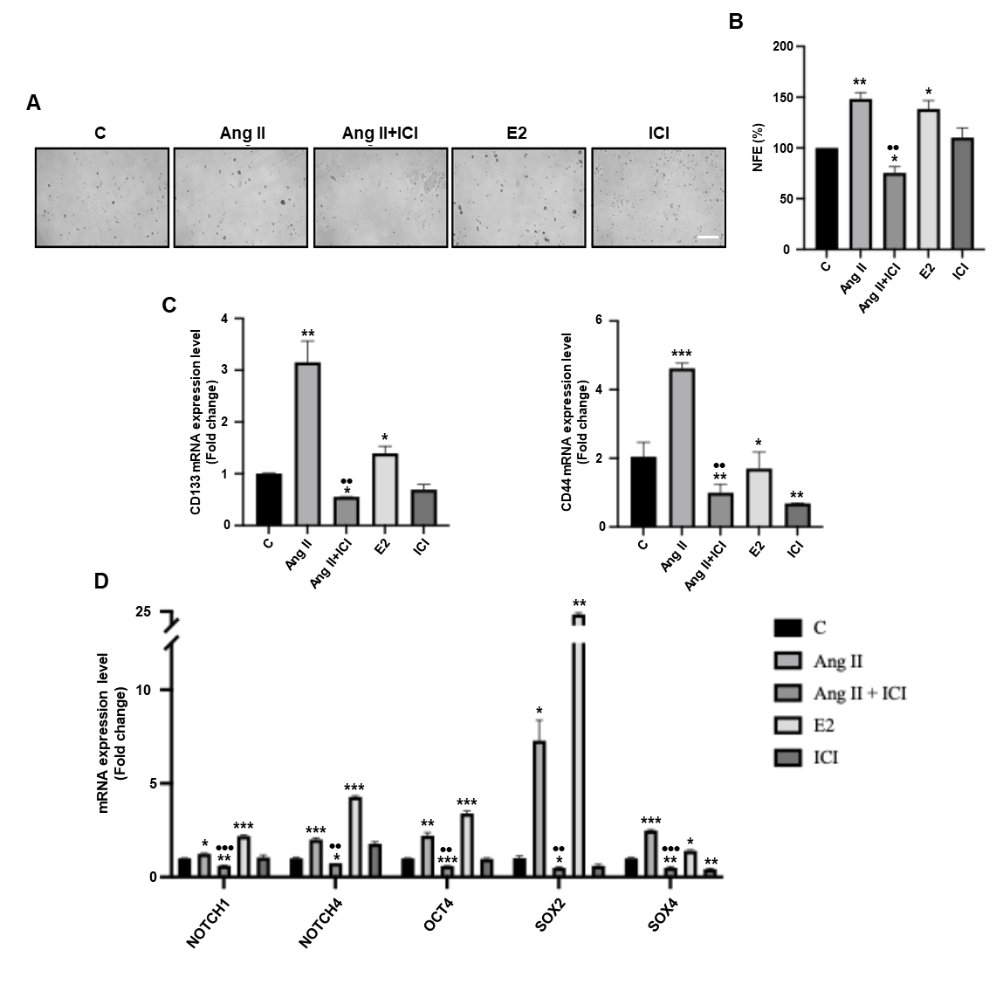 A
C
Ang II
Ang II+ICI
E2
ICI
B
NFE (%)
200
150
100
50
0
**
••
*
*
C
Ang II
Ang II+ICI
E2
ICI
C
CD133 mRNA expression level
(Fold change)
4
3
2
1
0
**
••
*
*
C
Ang II
Ang II+ICI
E2
ICI
CD44 mRNA expression level
(Fold change)
6
4
2
0
***
••
**
*
**
C
Ang II
Ang II+ICI
E2
ICI
D
mRNA expression level
(Fold change)
25
10
5
0
*
•••
**
***
***
••
*
***
**
••
***
***
*
••
*
**
***
•••
**
*
**
NOTCH1
NOTCH4
OCT4
SOX2
SOX4
C
Ang II
Ang II + ICI
E2
ICI